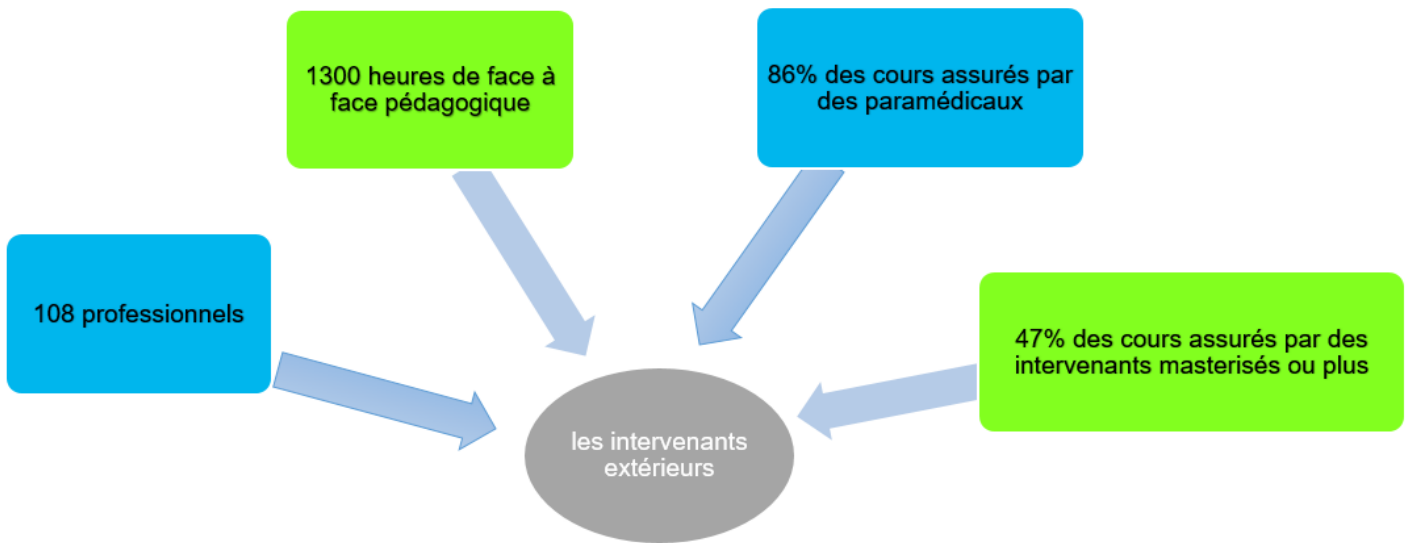 1300 heures de face à
face pédagogique
86% des cours assurés par
des paramédicaux
108 professionnels
47% des cours assurés par des
intervenants masterisés ou plus
les intervenants
extérieurs